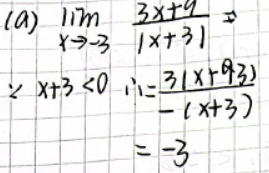 (a) lim x→-3 3x+9 / |x+3| =
∵ x+3 <0 ∴ = 3(x+3) / -(x+3)
= -3